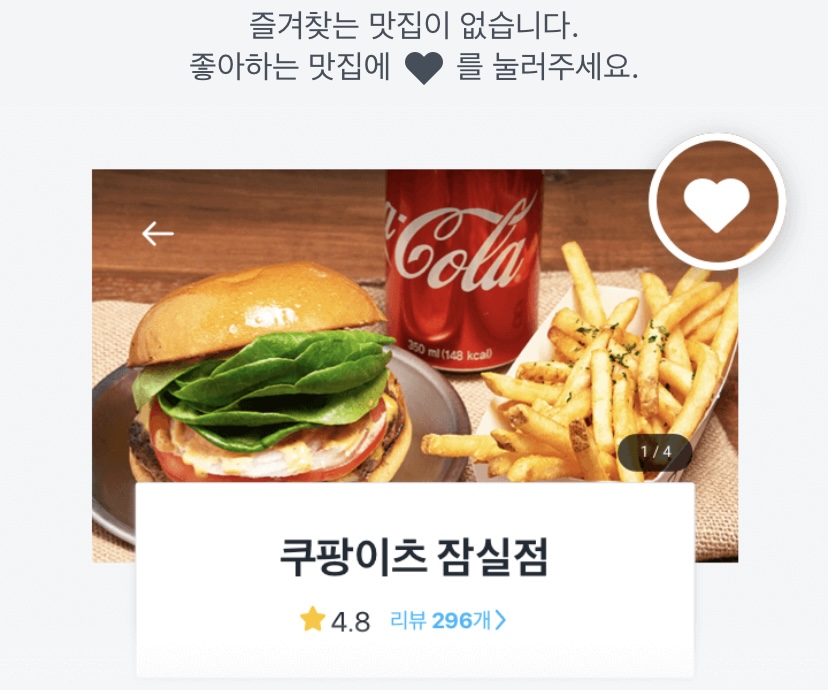 즐겨찾는 맛집이 없습니다.
좋아하는 맛집에 ♥ 를 눌러주세요.
Cola
350 ml (148 kcal)
1 / 4
쿠팡이츠 잠실점
4.8 리뷰 296개